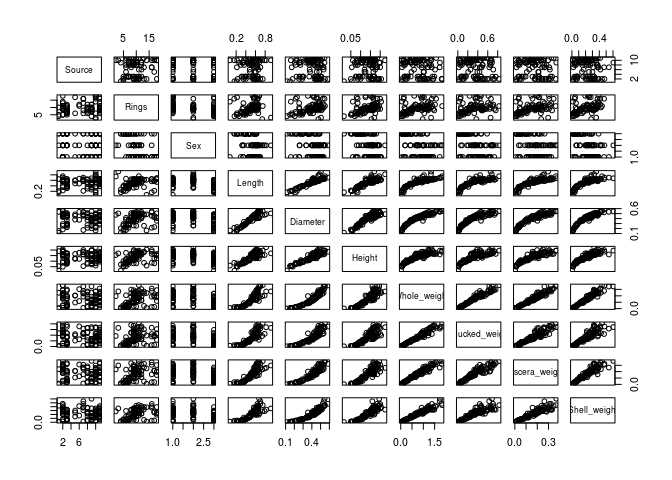 5 15 0.2 0.8 0.05 0.0 0.6 0.0 0.4
Source 2 10
5 Rings
Sex 1.0
0.2 Length
Diameter 0.1 0.6
0.05 Height
Whole_weight 0.0
0.0 ucked_weig
scera_weig 0.0
0.0 Shell_weight
2 6 1.0 2.5 0.1 0.4 0.0 1.5 0.0 0.3